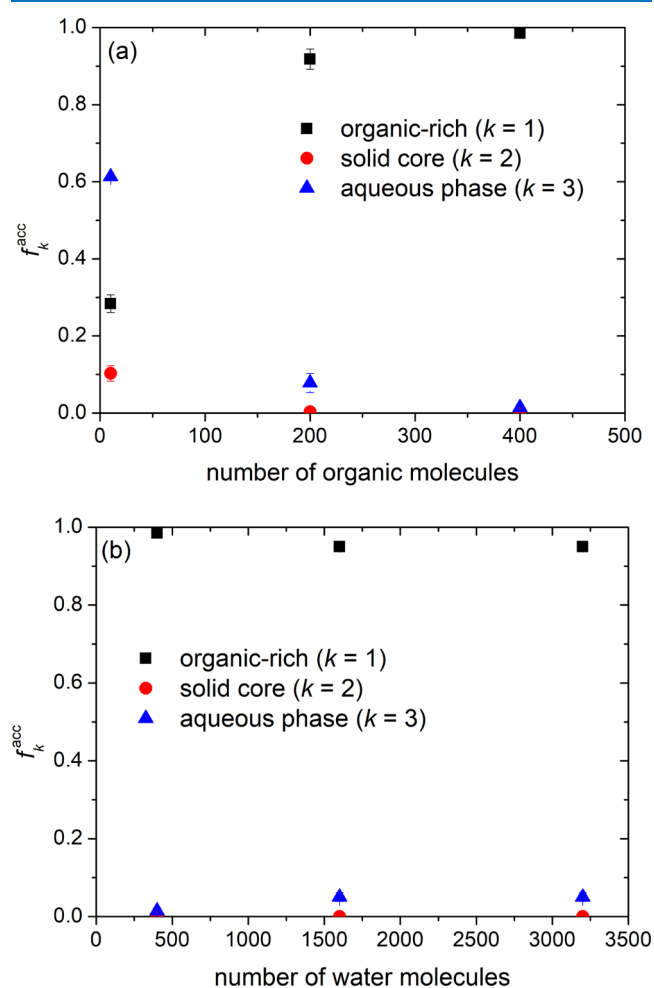 (a)
1.0
0.8
0.6
0.4
0.2
0.0
f_k^acc
organic-rich (k = 1)
solid core (k = 2)
aqueous phase (k = 3)
0 100 200 300 400 500
number of organic molecules
(b)
1.0
0.8
0.6
0.4
0.2
0.0
f_k^acc
organic-rich (k = 1)
solid core (k = 2)
aqueous phase (k = 3)
0 500 1000 1500 2000 2500 3000 3500
number of water molecules